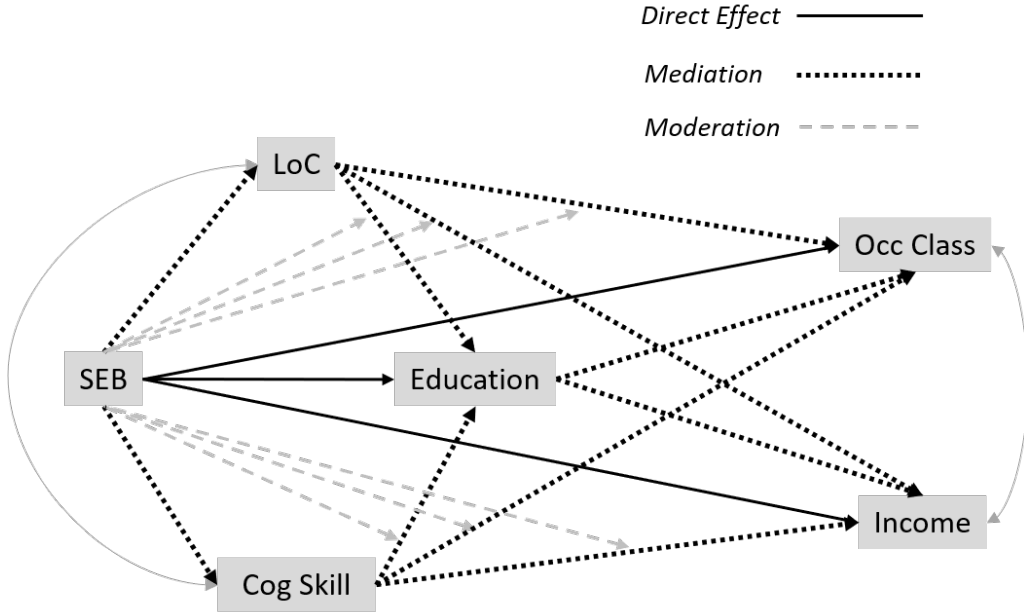 Direct Effect
Mediation
Moderation
LoC
Occ Class
SEB
Education
Income
Cog Skill